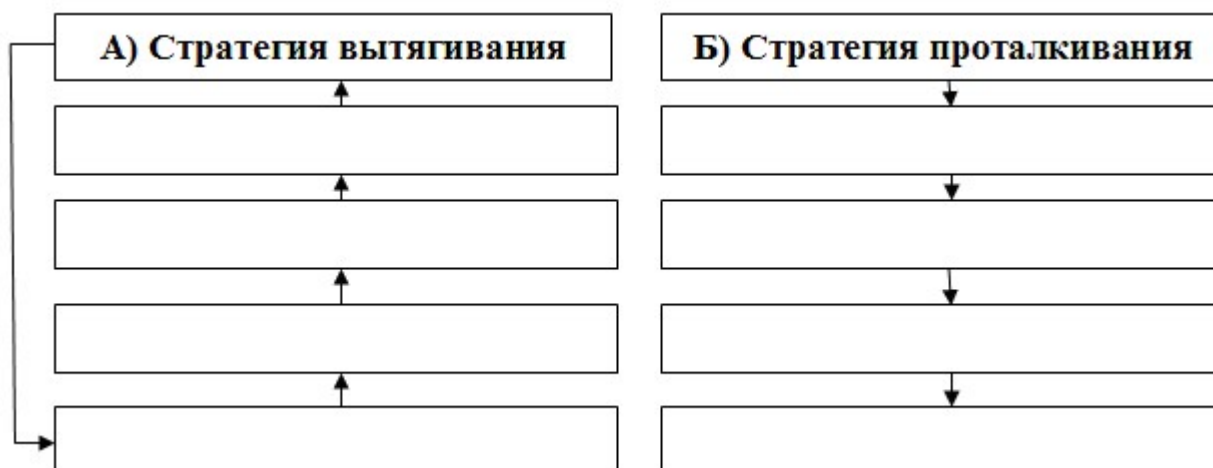 А) Стратегия вытягивания
Б) Стратегия проталкивания